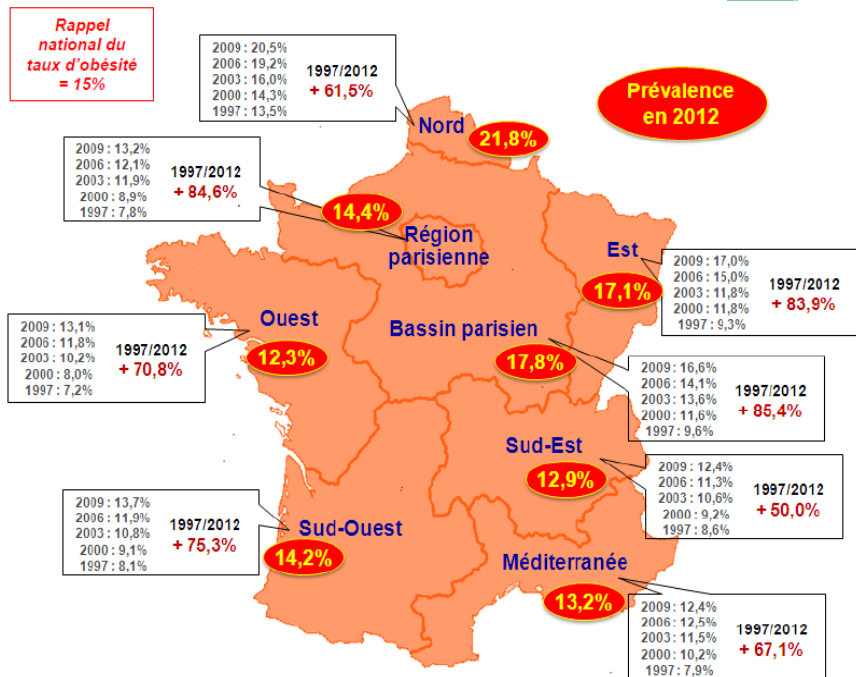 Rappel
national du
taux d'obésité
= 15%
2009 : 20,5%
2006 : 19,2%
2003 : 16,0%
2000 : 14,3%
1997 : 13,5%
1997/2012
+ 61,5%
Prévalence
en 2012
Nord
21,8%
2009 : 13,2%
2006 : 12,1%
2003 : 11,9%
2000 : 8,9%
1997 : 7,8%
1997/2012
+ 84,6%
14,4%
Région
parisienne
Est
17,1%
2009 : 17,0%
2006 : 15,0%
2003 : 11,8%
2000 : 11,8%
1997 : 9,3%
1997/2012
+ 83,9%
2009 : 13,1%
2006 : 11,8%
2003 : 10,2%
2000 : 8,0%
1997 : 7,2%
1997/2012
+ 70,8%
Ouest
12,3%
Bassin parisien
17,8%
2009 : 16,6%
2006 : 14,1%
2003 : 13,6%
2000 : 11,6%
1997 : 9,6%
1997/2012
+ 85,4%
Sud-Est
12,9%
2009 : 12,4%
2006 : 11,3%
2003 : 10,6%
2000 : 9,2%
1997 : 8,6%
1997/2012
+ 50,0%
2009 : 13,7%
2006 : 11,9%
2003 : 10,8%
2000 : 9,1%
1997 : 8,1%
1997/2012
+ 75,3%
Sud-Ouest
14,2%
Méditerranée
13,2%
2009 : 12,4%
2006 : 12,5%
2003 : 11,5%
2000 : 10,2%
1997 : 7,9%
1997/2012
+ 67,1%